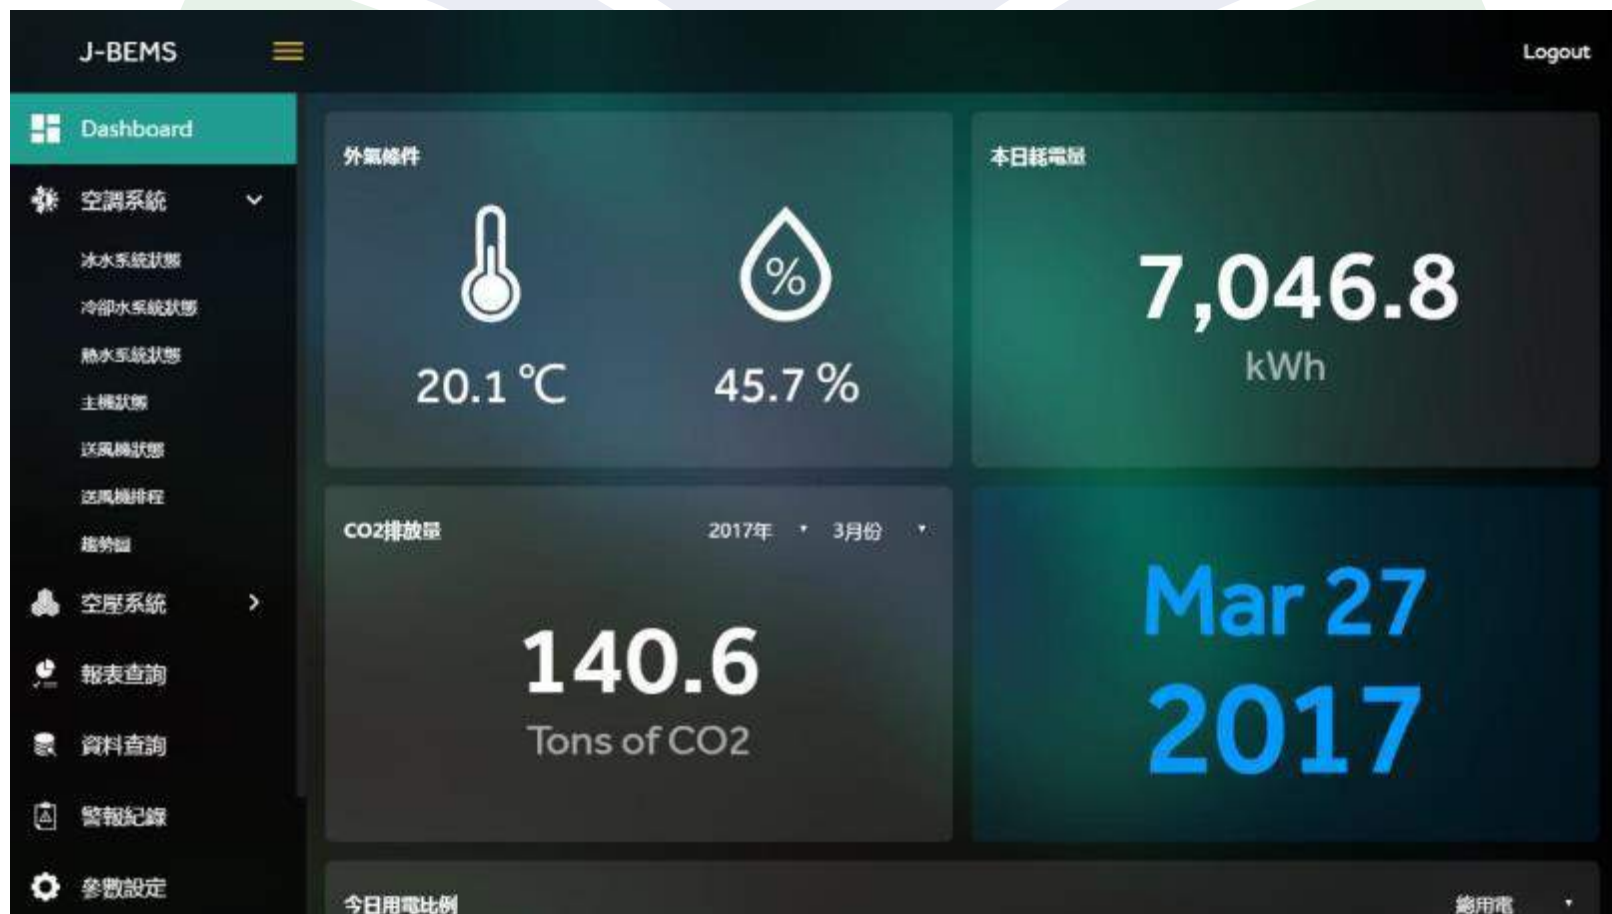 J-BEMS
Logout
Dashboard
空調系統
冰水系統狀態
冷卻水系統狀態
熱水系統狀態
主機狀態
送風機狀態
送風機排程
趨勢圖
空壓系統
報表查詢
資料查詢
警報紀錄
參數設定
外氣條件
%
20.1 °C
45.7 %
本日耗電量
7,046.8
kWh
CO2排放量
2017年
3月份
140.6
Tons of CO2
Mar 27
2017
今日用電比例
總用電